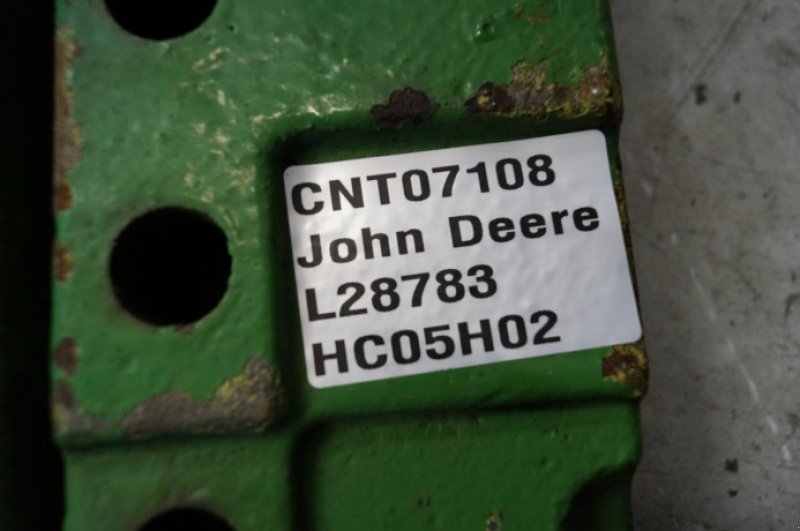 CNT07108
John Deere
L28783
HC05H02